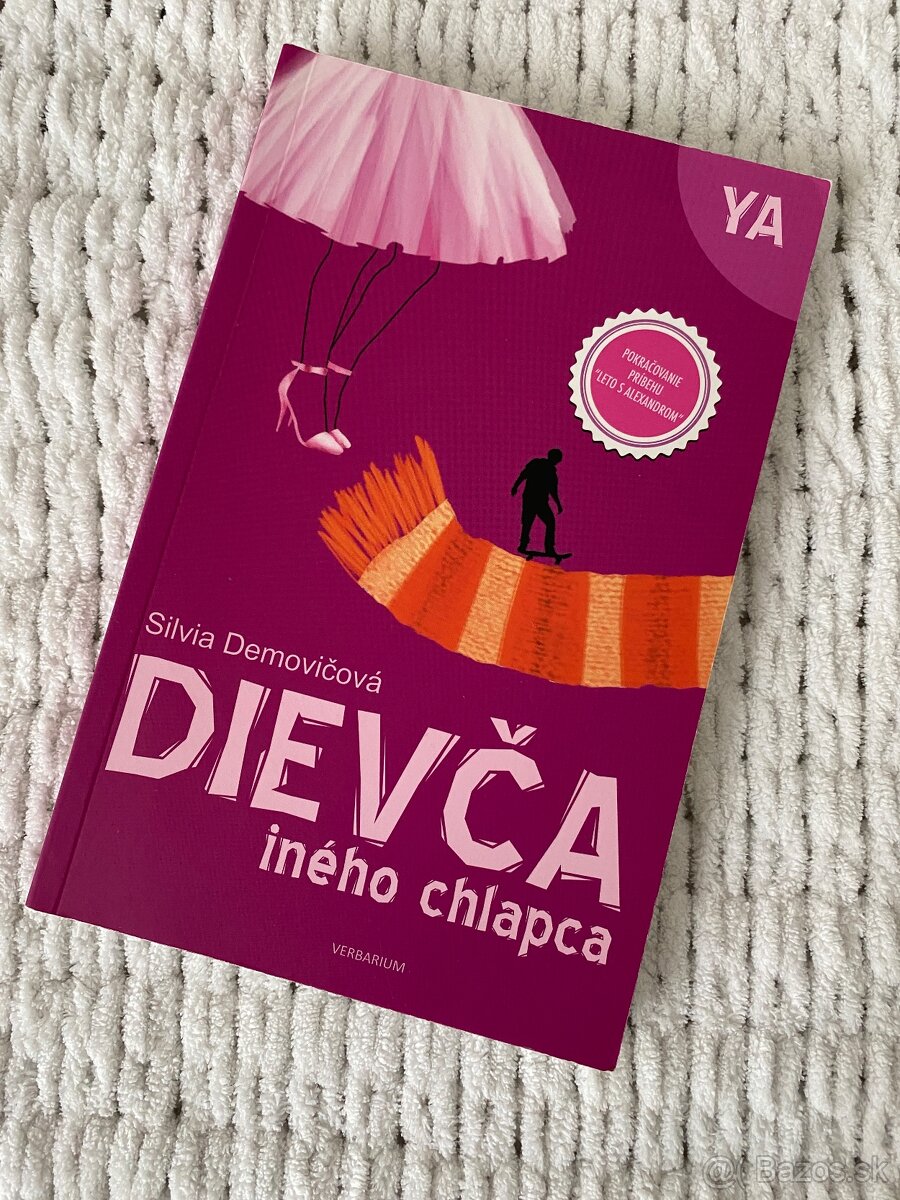 YA
POKRAČOVANIE
PRÍBEHU
"LETO S ALEXANDROM"
Silvia Demovičová
DIEVČA
iného chlapca
VERBARIUM
@ Bazos.sk